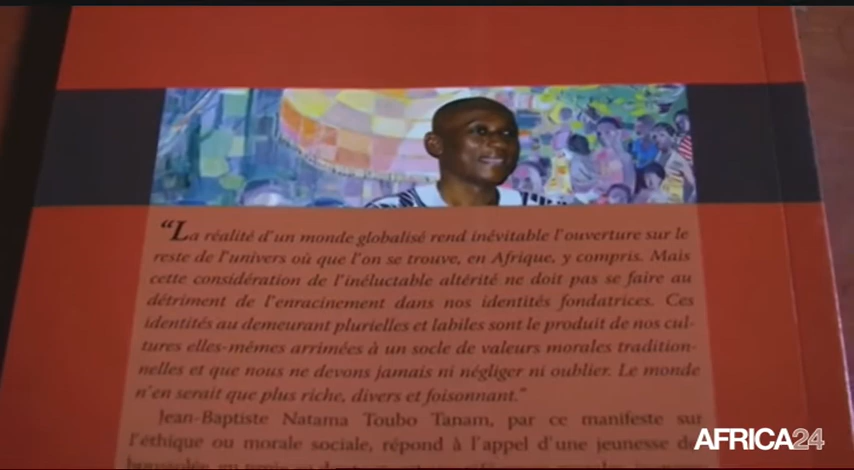 “La réalité d'un monde globalisé rend inévitable l'ouverture sur le
reste de l'univers où que l'on se trouve, en Afrique, y compris. Mais
cette considération de l'inéluctable altérité ne doit pas se faire au
détriment de l'enracinement dans nos identités fondatrices. Ces
identités au demeurant plurielles et labiles sont le produit de nos cul-
tures elles-mêmes arrimées à un socle de valeurs morales tradition-
nelles et que nous ne devons jamais ni négliger ni oublier. Le monde
n'en serait que plus riche, divers et foisonnant.”
Jean-Baptiste Natama Toubo Tanam, par ce manifeste sur
l'éthique ou morale sociale, répond à l'appel d'une jeunesse
AFRICA24